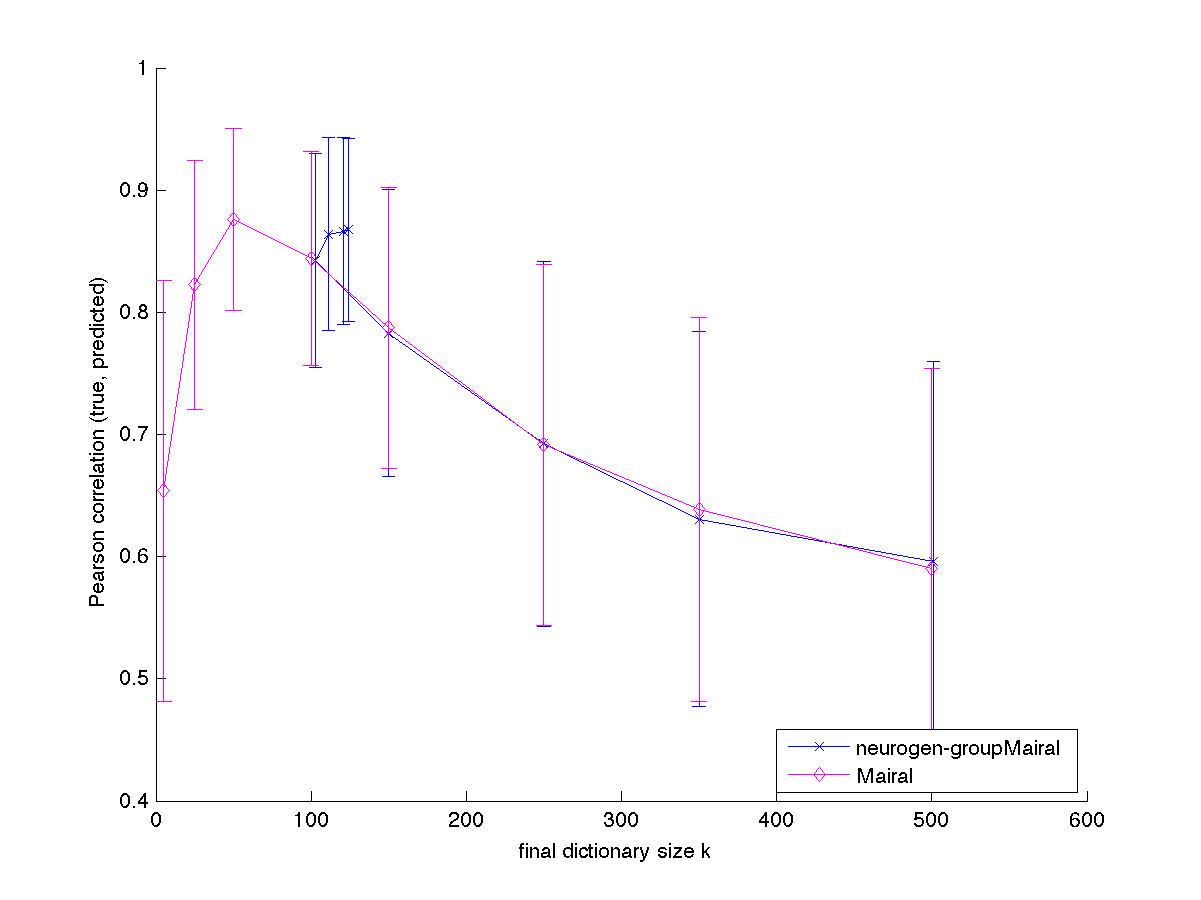 Pearson correlation (true, predicted)
1
0.9
0.8
0.7
0.6
0.5
0.4
0 100 200 300 400 500 600
final dictionary size k
neurogen-groupMairal
Mairal